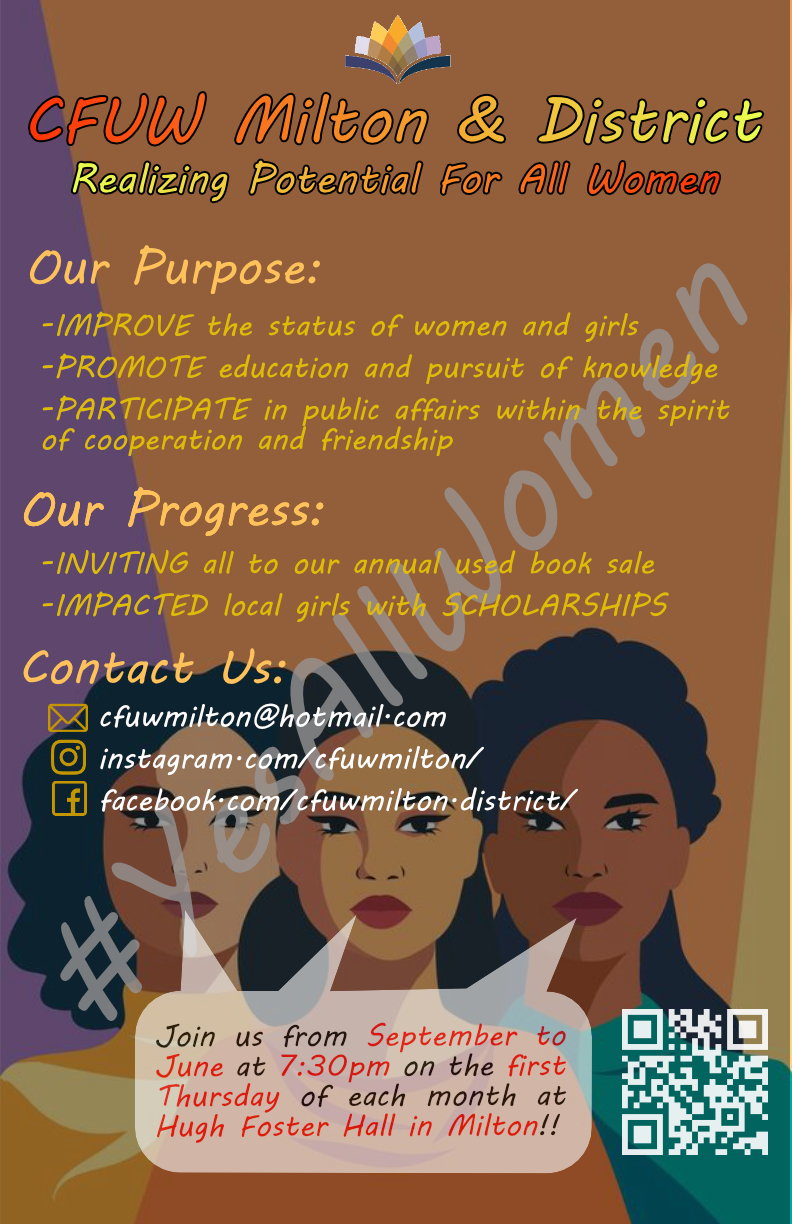 CFUW Milton & District
Realizing Potential For All Women
Our Purpose:
-IMPROVE the status of women and girls
-PROMOTE education and pursuit of knowledge
-PARTICIPATE in public affairs within the spirit
of cooperation and friendship
Our Progress:
-INVITING all to our annual used book sale
-IMPACTED local girls with SCHOLARSHIPS
Contact Us:
cfuwmilton@hotmail.com
instagram.com/cfuwmilton/
facebook.com/cfuwmilton.district/
#YesAllWomen
Join us from September to
June at 7:30pm on the first
Thursday of each month at
Hugh Foster Hall in Milton!!